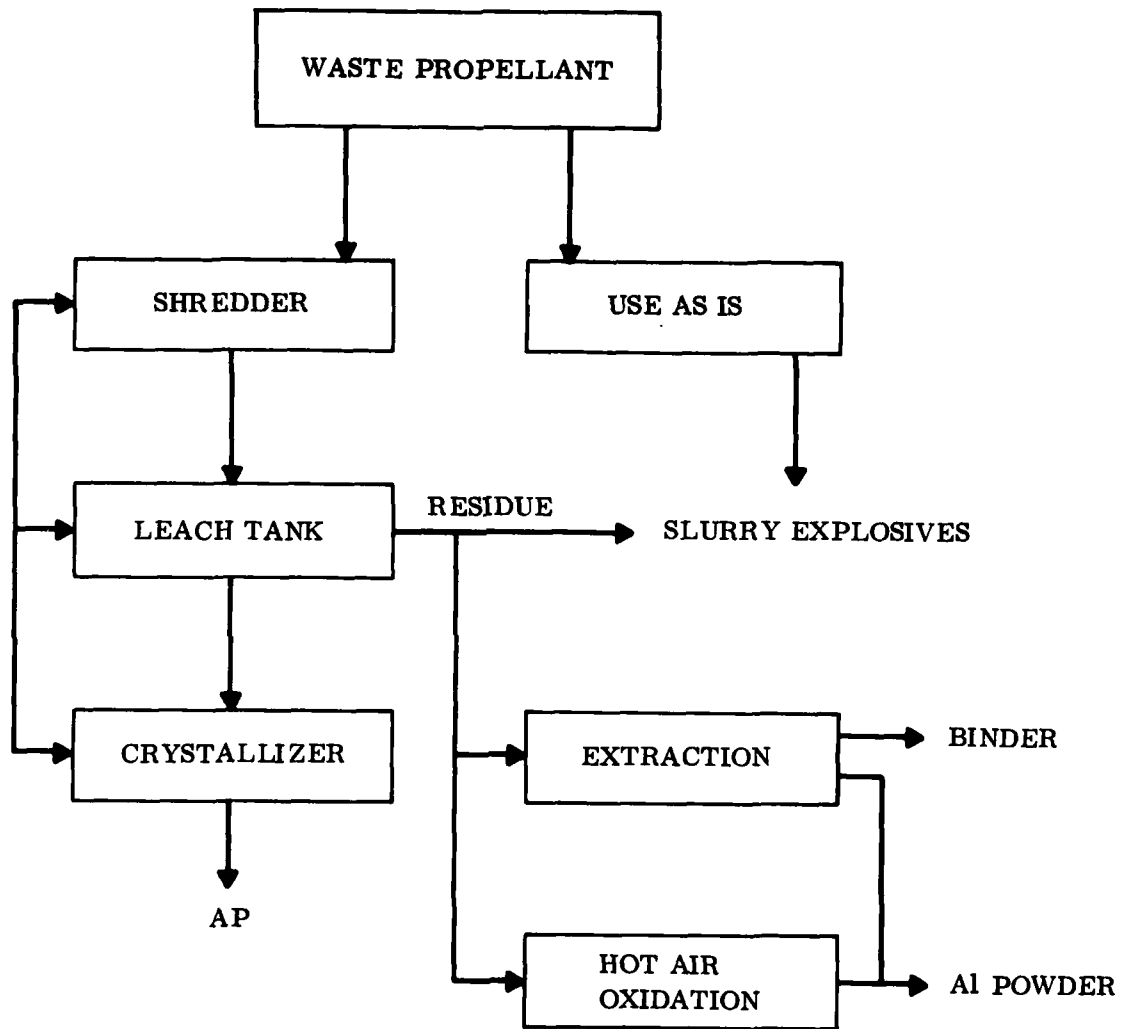 WASTE PROPELLANT
SHREDDER
USE AS IS
LEACH TANK
RESIDUE
SLURRY EXPLOSIVES
CRYSTALLIZER
EXTRACTION
BINDER
AP
HOT AIR
OXIDATION
Al POWDER